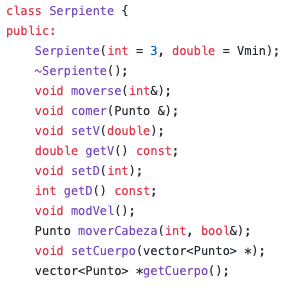 class Serpiente {
public:
    Serpiente(int = 3, double = Vmin);
    ~Serpiente();
    void moverse(int&);
    void comer(Punto &);
    void setV(double);
    double getV() const;
    void setD(int);
    int getD() const;
    void modVel();
    Punto moverCabeza(int, bool&);
    void setCuerpo(vector<Punto> *);
    vector<Punto> *getCuerpo();